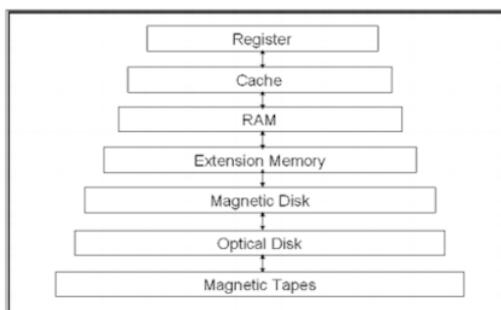 Register
Cache
RAM
Extension Memory
Magnetic Disk
Optical Disk
Magnetic Tapes